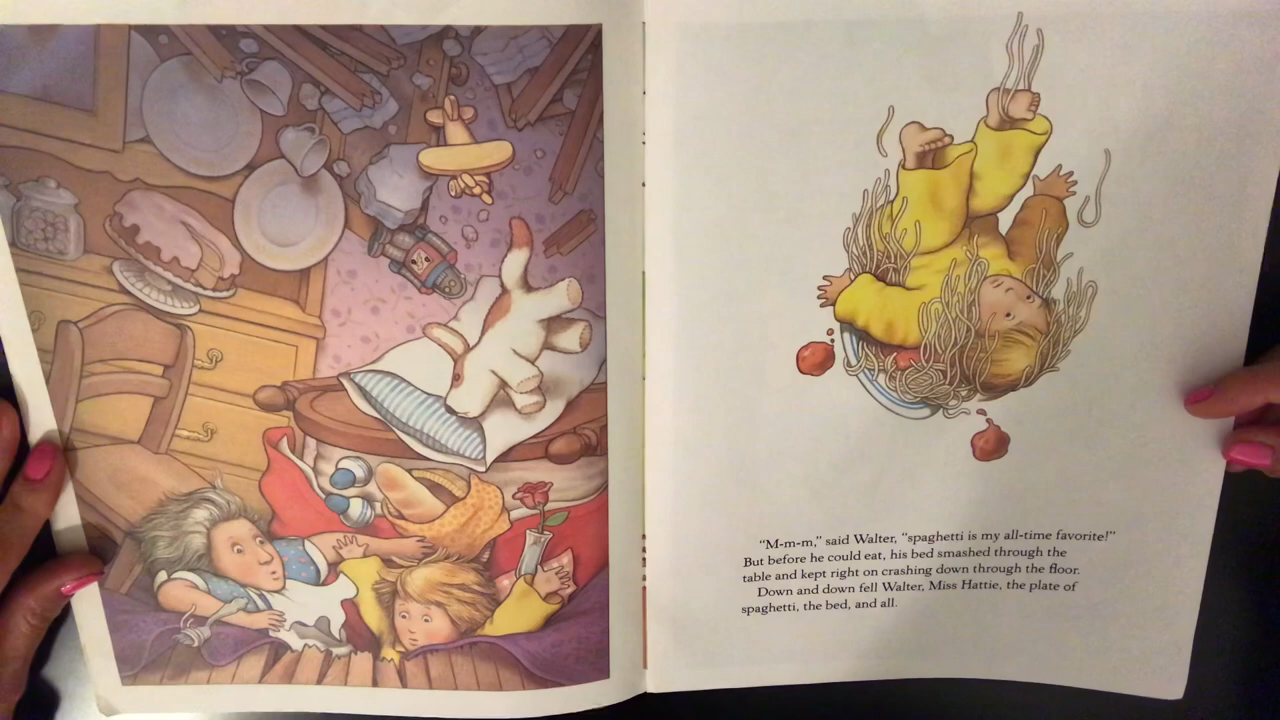 "M-m-m," said Walter, "spaghetti is my all-time favorite!"
But before he could eat, his bed smashed through the
table and kept right on crashing down through the floor.
Down and down fell Walter, Miss Hattie, the plate of
spaghetti, the bed, and all.